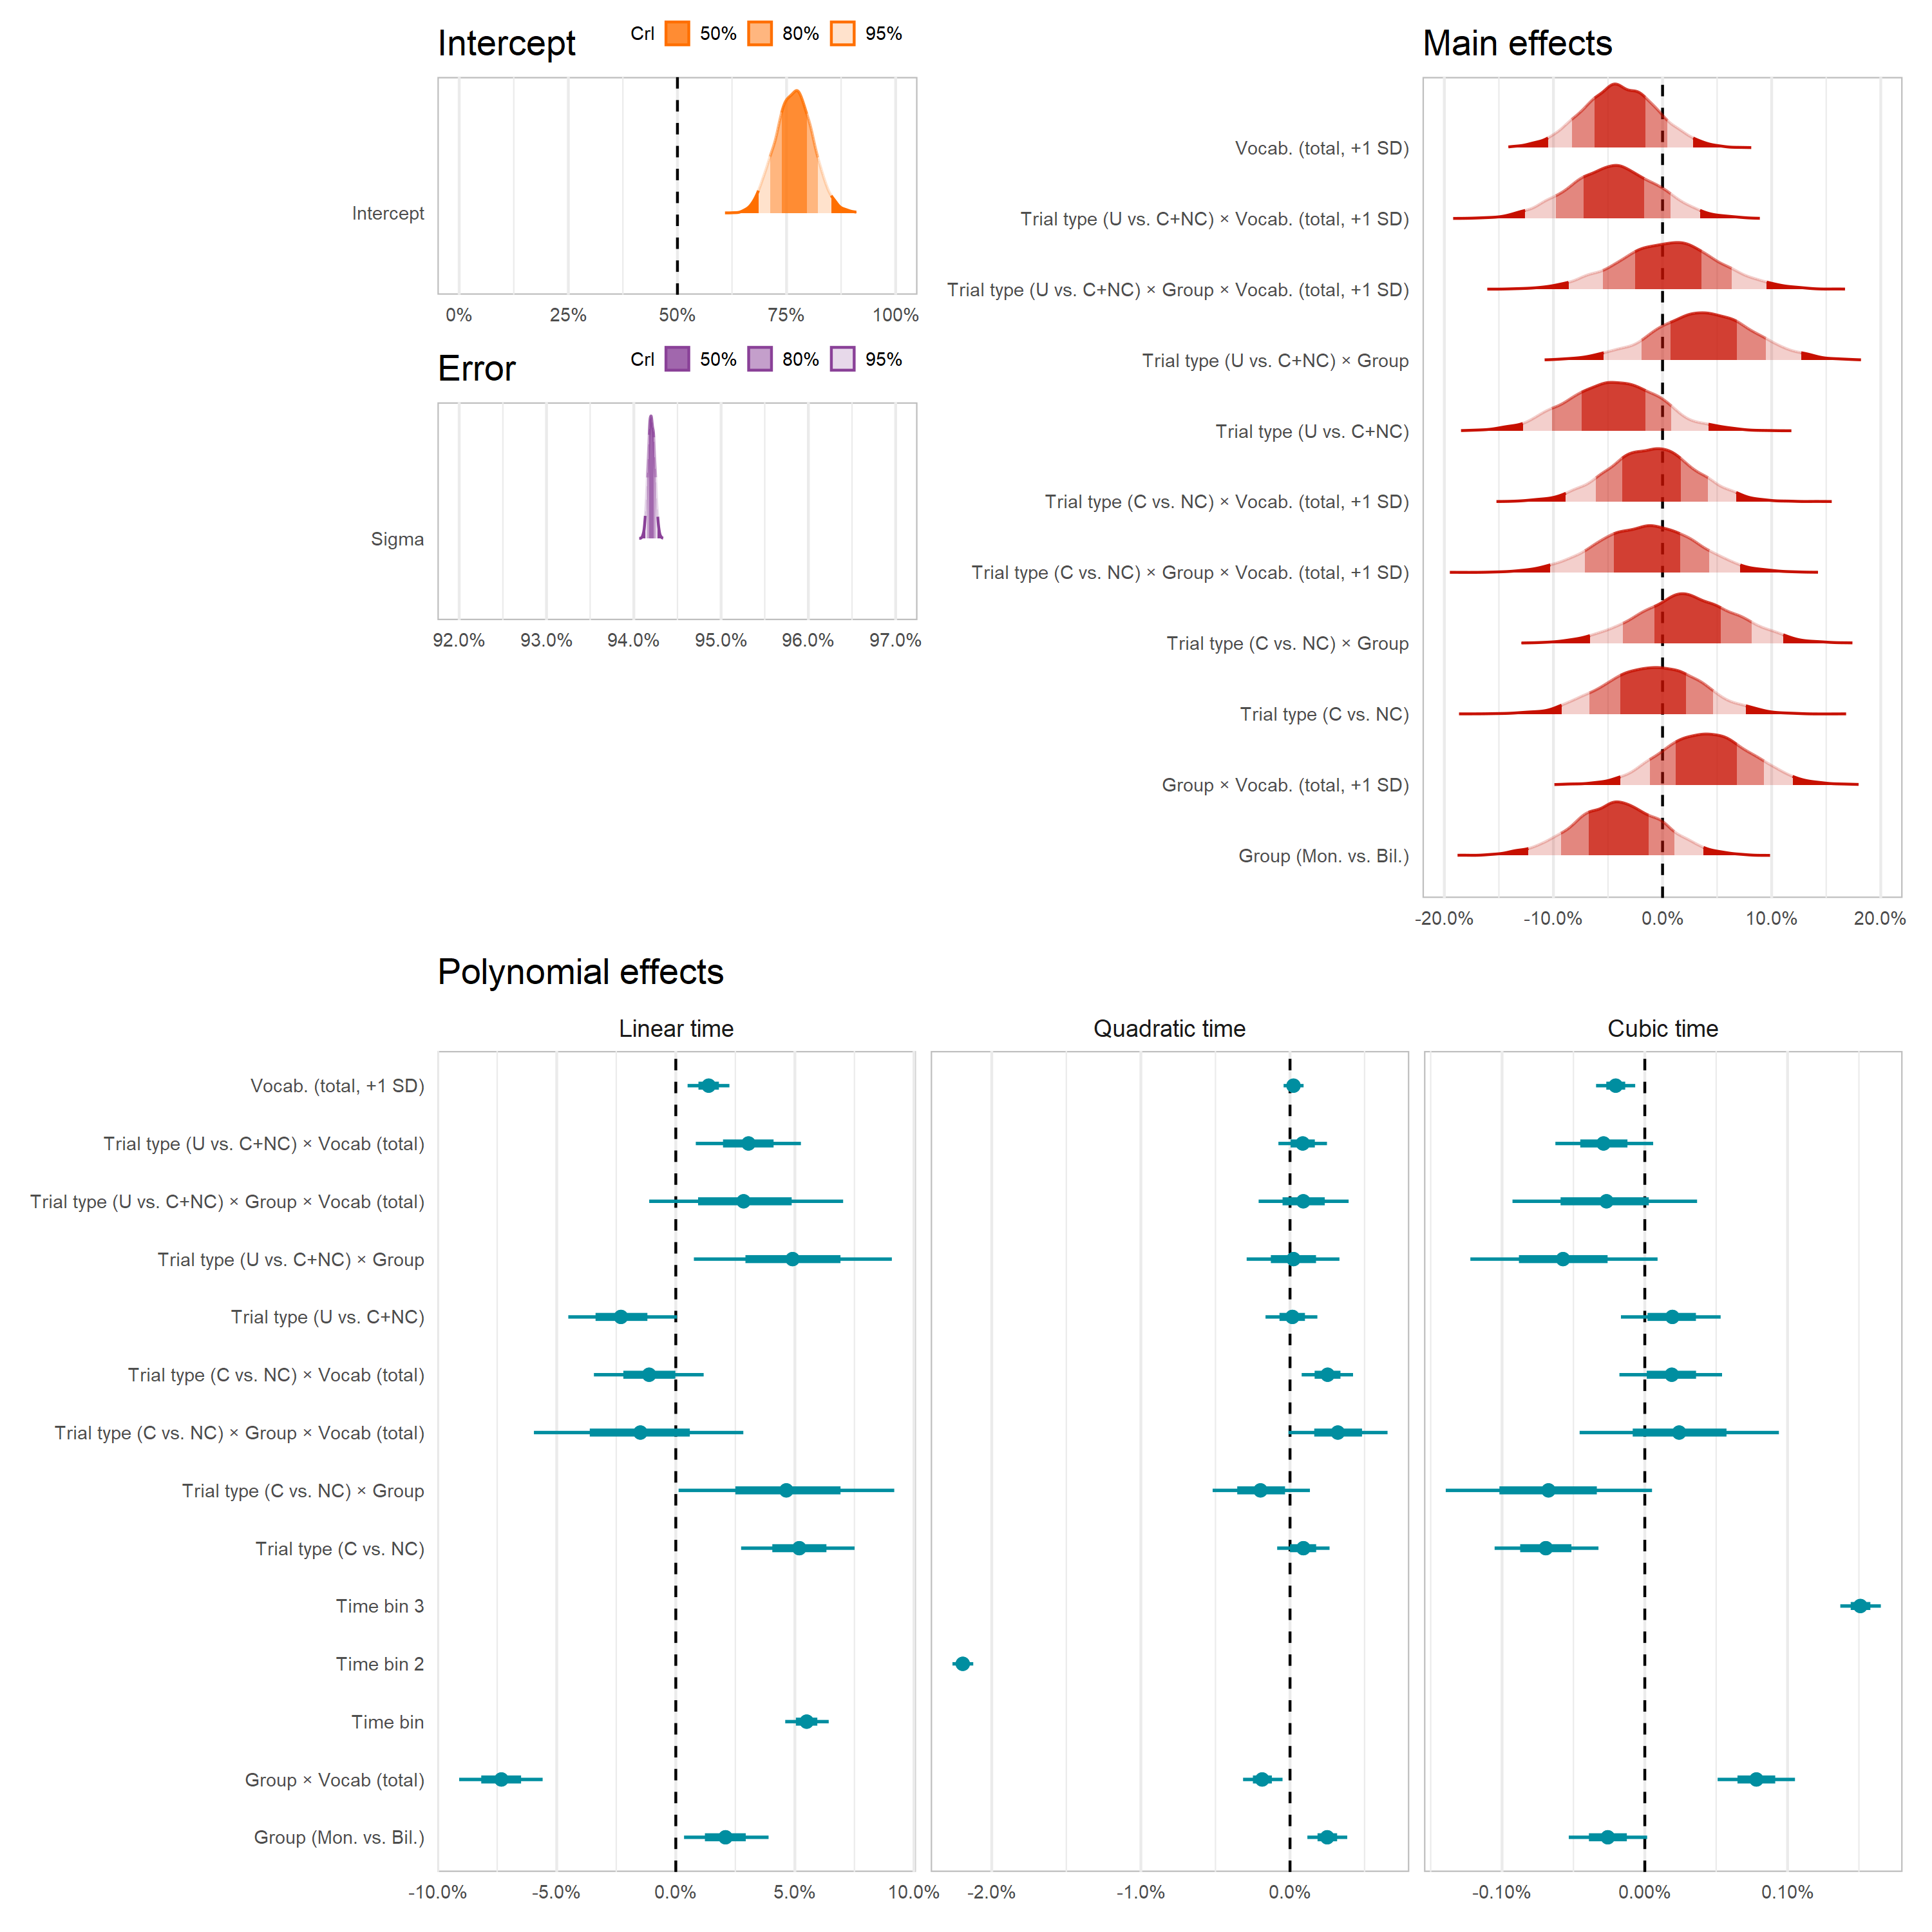 Intercept
CrI 50% 80% 95%
Intercept
0% 25% 50% 75% 100%
Error
CrI 50% 80% 95%
Sigma
92.0% 93.0% 94.0% 95.0% 96.0% 97.0%
Main effects
Vocab. (total, +1 SD)
Trial type (U vs. C+NC) × Vocab. (total, +1 SD)
Trial type (U vs. C+NC) × Group × Vocab. (total, +1 SD)
Trial type (U vs. C+NC) × Group
Trial type (U vs. C+NC)
Trial type (C vs. NC) × Vocab. (total, +1 SD)
Trial type (C vs. NC) × Group × Vocab. (total, +1 SD)
Trial type (C vs. NC) × Group
Trial type (C vs. NC)
Group × Vocab. (total, +1 SD)
Group (Mon. vs. Bil.)
-20.0% -10.0% 0.0% 10.0% 20.0%
Polynomial effects
Linear time Quadratic time Cubic time
Vocab. (total, +1 SD)
Trial type (U vs. C+NC) × Vocab (total)
Trial type (U vs. C+NC) × Group × Vocab (total)
Trial type (U vs. C+NC) × Group
Trial type (U vs. C+NC)
Trial type (C vs. NC) × Vocab (total)
Trial type (C vs. NC) × Group × Vocab (total)
Trial type (C vs. NC) × Group
Trial type (C vs. NC)
Time bin 3
Time bin 2
Time bin
Group × Vocab (total)
Group (Mon. vs. Bil.)
-10.0% -5.0% 0.0% 5.0% 10.0% -2.0% -1.0% 0.0% -0.10% 0.00% 0.10%